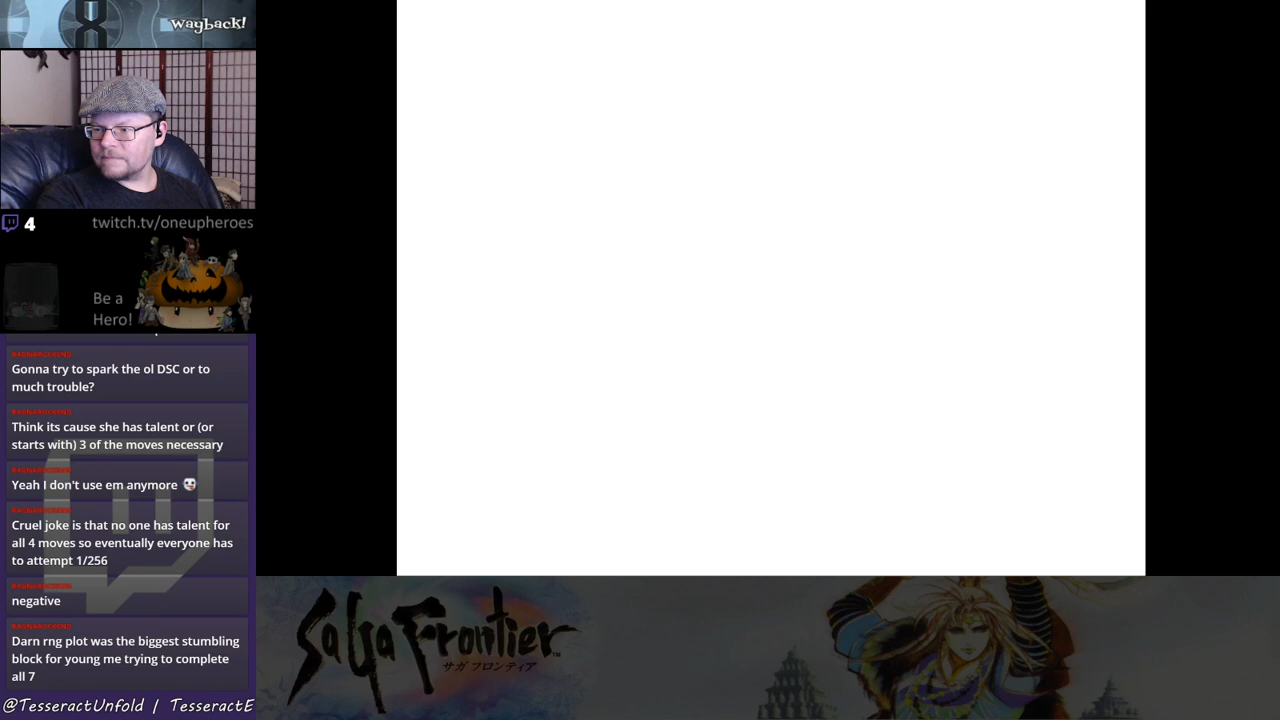 wayback!
4
twitch.tv/oneupheroes
Be a
Hero!
Gonna try to spark the ol DSC or to
much trouble?
Think its cause she has talent or (or
starts with) 3 of the moves necessary
Yeah I don't use em anymore
Cruel joke is that no one has talent for
all 4 moves so eventually everyone has
to attempt 1/256
negative
Darn rng plot was the biggest stumbling
block for young me trying to complete
all 7
@TesseractUnfold / TesseractE
SaGa Frontier
サガ フロンティア